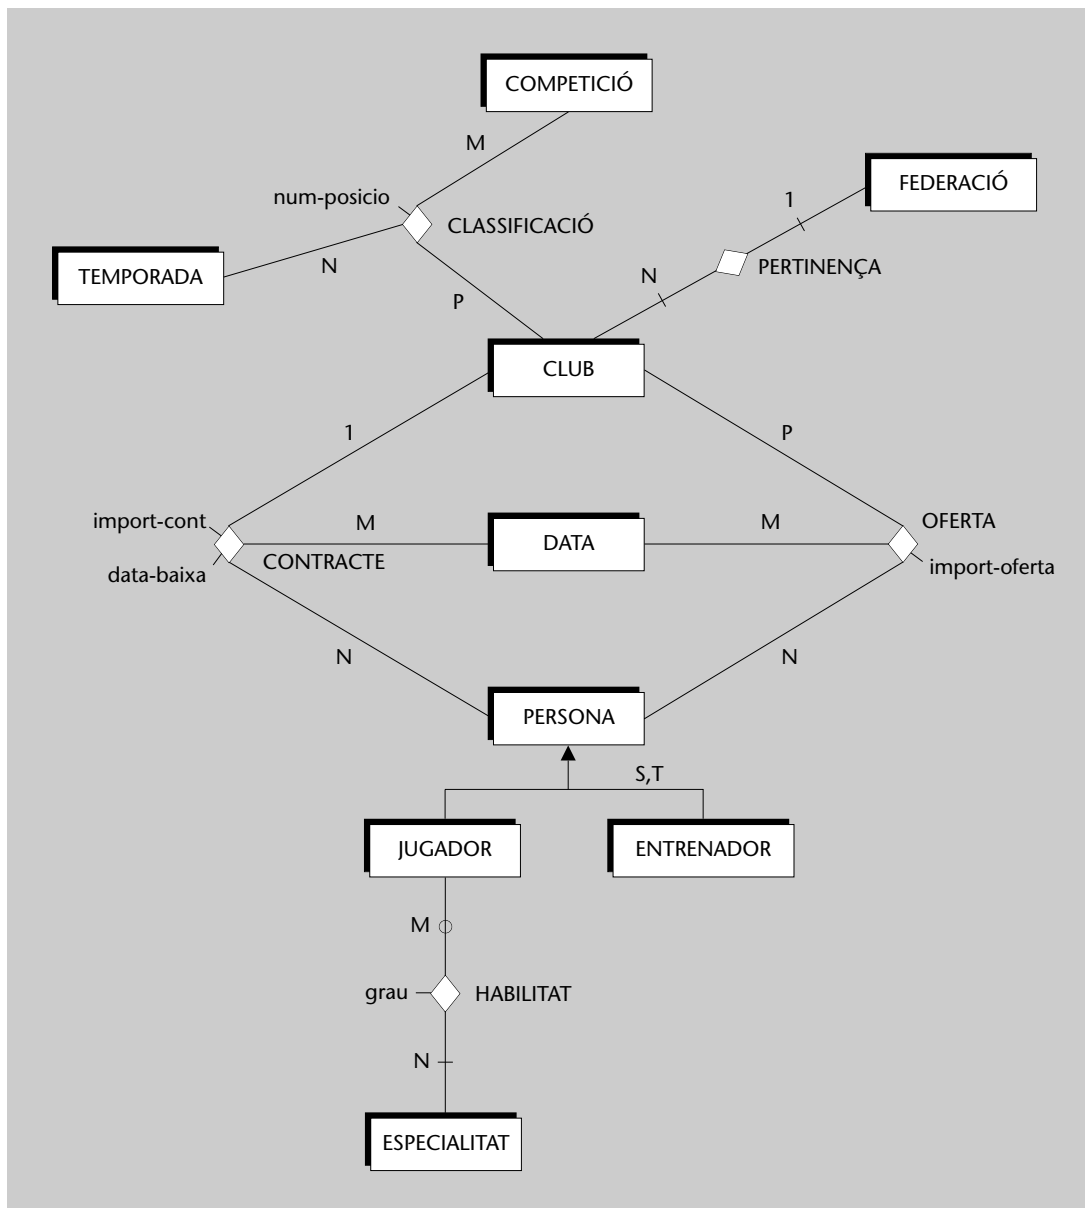 COMPETICIÓ
M
FEDERACIÓ
1
num-posicio
CLASSIFICACIÓ
TEMPORADA
N
N
PERTINENÇA
P
CLUB
1
P
import-cont
M
M
OFERTA
DATA
CONTRACTE
import-oferta
data-baixa
N
N
PERSONA
S,T
JUGADOR
ENTRENADOR
M
grau
HABILITAT
N
ESPECIALITAT